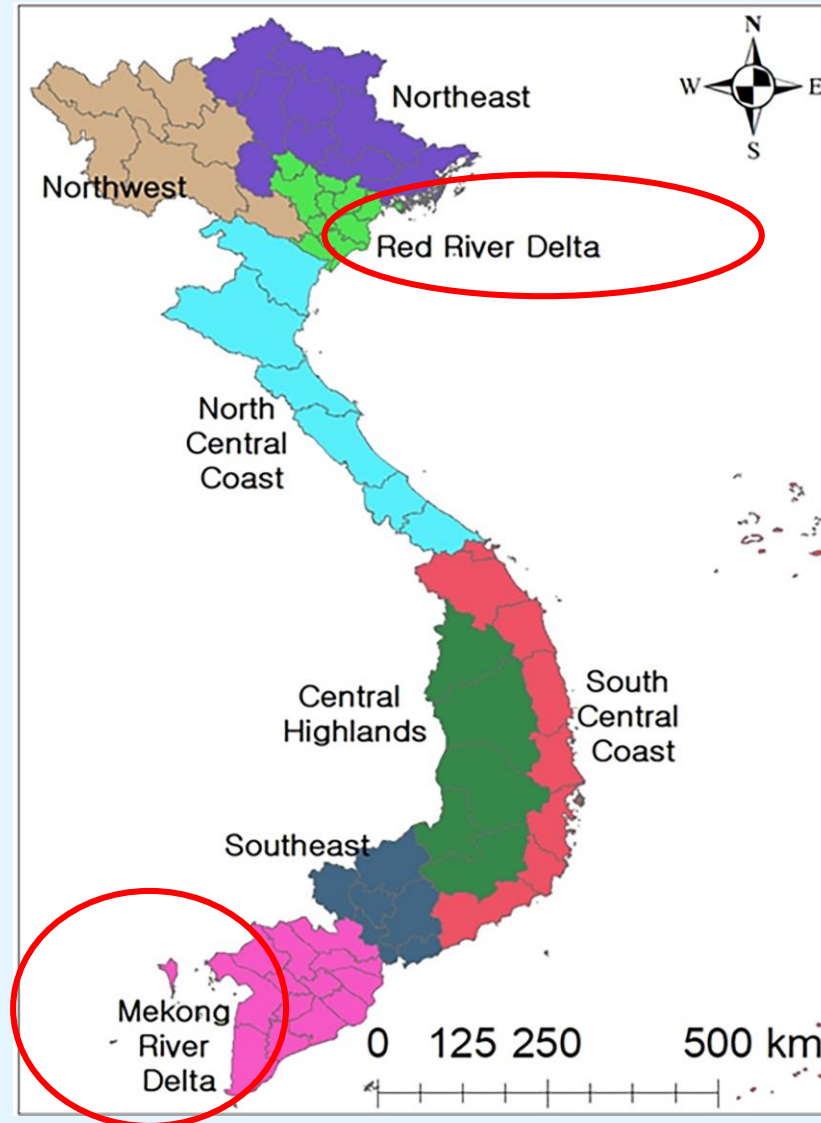 N
W
E
S
Northeast
Northwest
Red River Delta
North
Central
Coast
Central
Highlands
South
Central
Coast
Southeast
Mekong
River
Delta
0 125 250 500 km